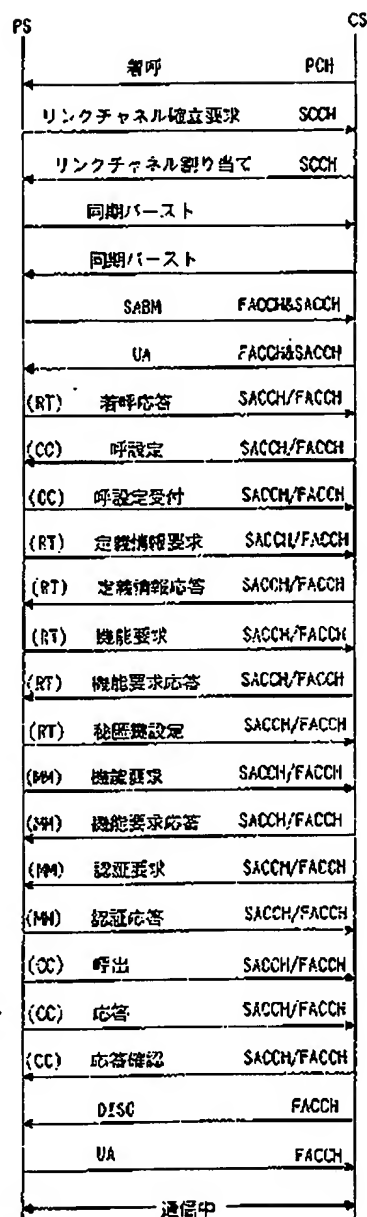 PS CS
着呼 PCH
リンクチャネル確立要求 SCCH
リンクチャネル割り当て SCCH
同期バースト
同期バースト
SABM FACCH&SACCH
UA FACCH&SACCH
(RT) 着呼応答 SACCH/FACCH
(CC) 呼設定 SACCH/FACCH
(CC) 呼設定受付 SACCH/FACCH
(RT) 定義情報要求 SACCH/FACCH
(RT) 定義情報応答 SACCH/FACCH
(RT) 機能要求 SACCH/FACCH
(RT) 機能要求応答 SACCH/FACCH
(RT) 秘匿鍵設定 SACCH/FACCH
(MM) 機能要求 SACCH/FACCH
(MM) 機能要求応答 SACCH/FACCH
(MM) 認証要求 SACCH/FACCH
(MM) 認証応答 SACCH/FACCH
(CC) 呼出 SACCH/FACCH
(CC) 応答 SACCH/FACCH
(CC) 応答確認 SACCH/FACCH
DISC FACCH
UA FACCH
通信中